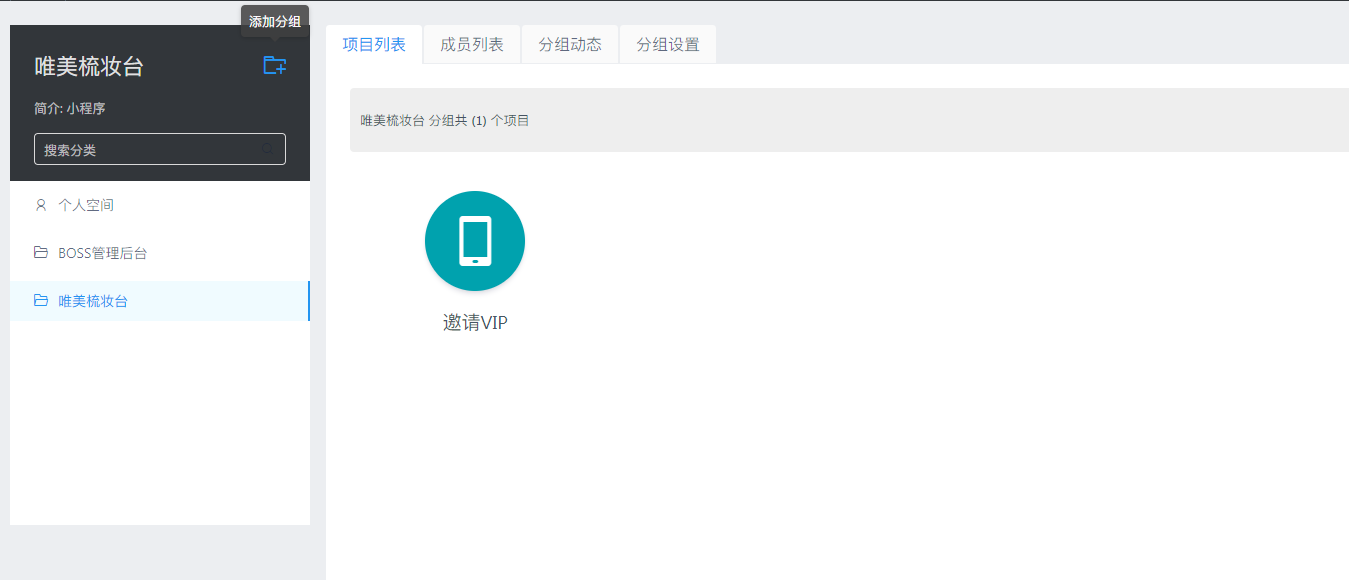 添加分组
唯美梳妆台
简介: 小程序
搜索分类
个人空间
BOSS管理后台
唯美梳妆台
项目列表
成员列表
分组动态
分组设置
唯美梳妆台 分组共 (1) 个项目
邀请VIP